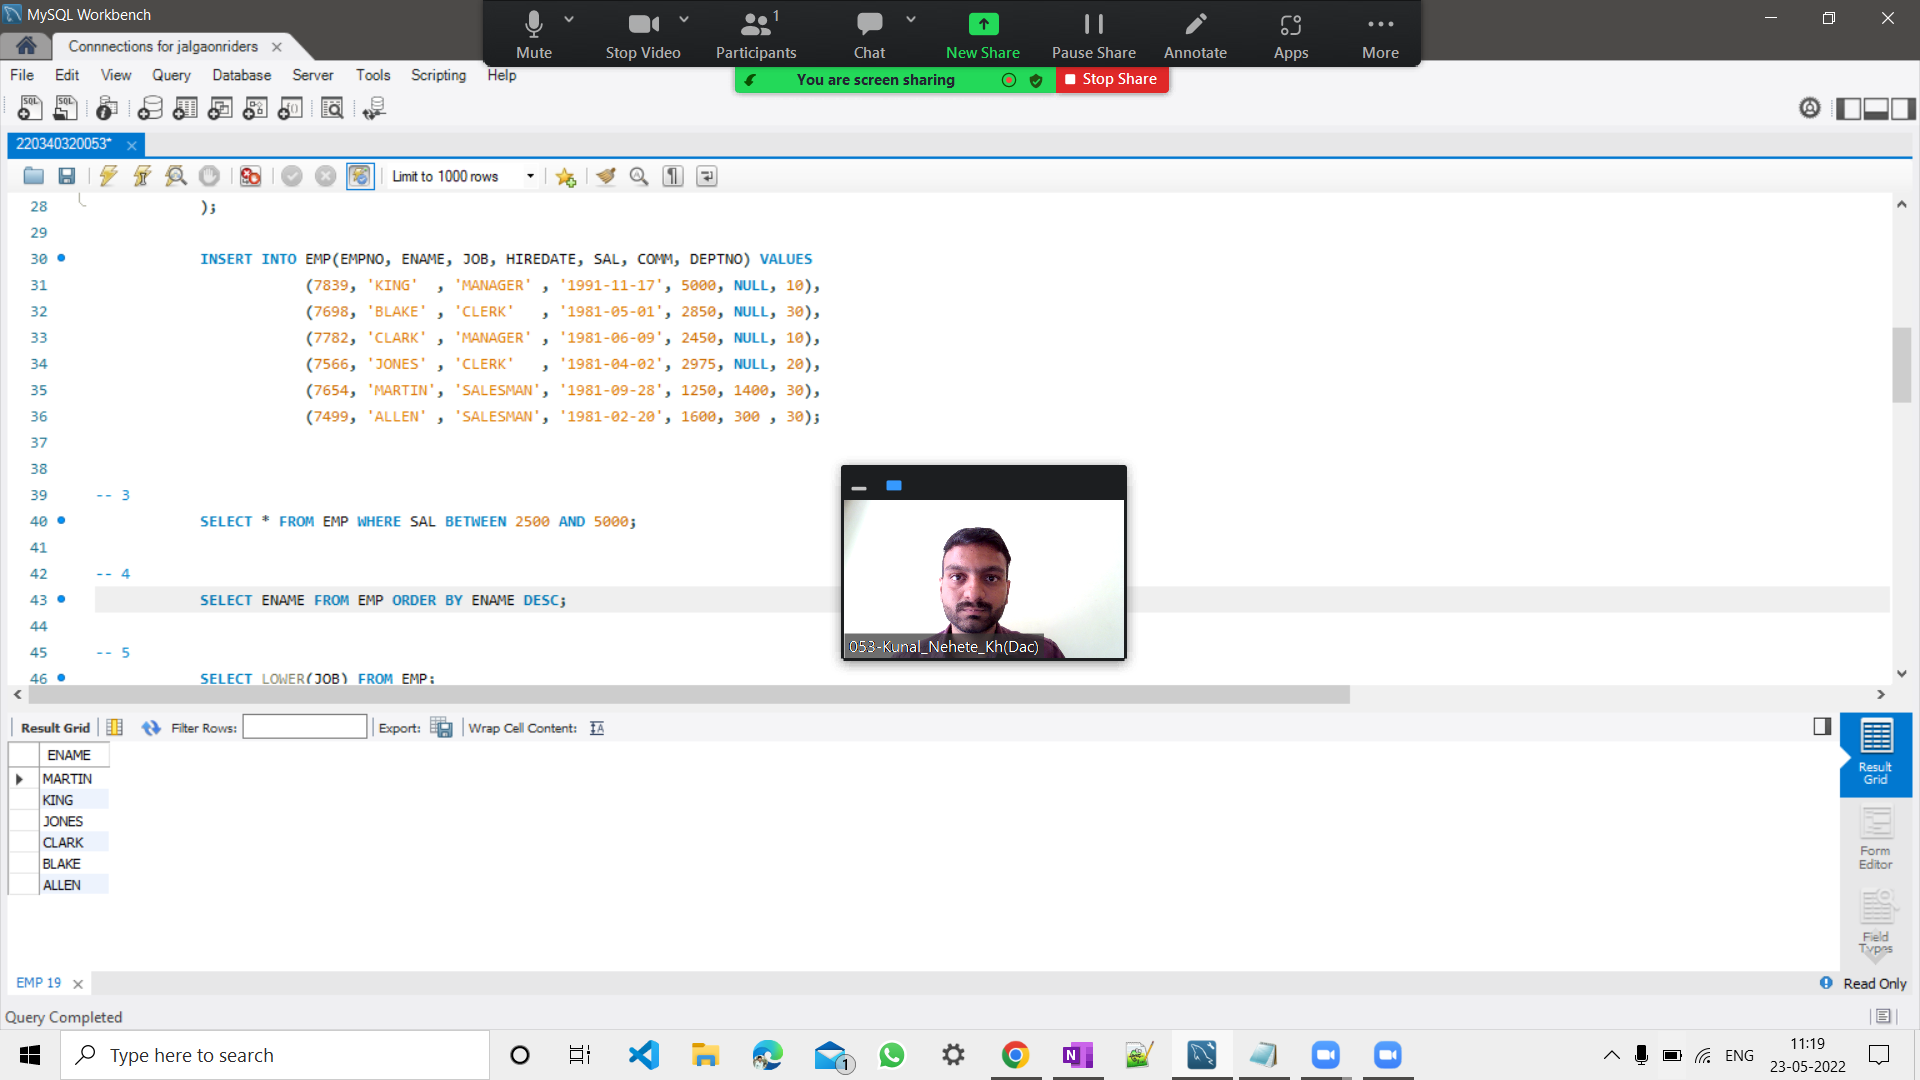 MySQL Workbench
Mute
Stop Video
Participants
1
Chat
New Share
Pause Share
Annotate
Apps
More
Connnections for jalgaonriders
You are screen sharing
Stop Share
File Edit View Query Database Server Tools Scripting Help
220340320053*
Limit to 1000 rows
28 );
29
30 INSERT INTO EMP(EMPNO, ENAME, JOB, HIREDATE, SAL, COMM, DEPTNO) VALUES
31 (7839, 'KING' , 'MANAGER' , '1991-11-17', 5000, NULL, 10),
32 (7698, 'BLAKE' , 'CLERK' , '1981-05-01', 2850, NULL, 30),
33 (7782, 'CLARK' , 'MANAGER' , '1981-06-09', 2450, NULL, 10),
34 (7566, 'JONES' , 'CLERK' , '1981-04-02', 2975, NULL, 20),
35 (7654, 'MARTIN', 'SALESMAN', '1981-09-28', 1250, 1400, 30),
36 (7499, 'ALLEN' , 'SALESMAN', '1981-02-20', 1600, 300 , 30);
37
38
39 -- 3
40 SELECT * FROM EMP WHERE SAL BETWEEN 2500 AND 5000;
41
42 -- 4
43 SELECT ENAME FROM EMP ORDER BY ENAME DESC;
44
45 -- 5
46 SELECT LOWER(JOB) FROM EMP;
053-Kunal_Nehete_Kh(Dac)
Result Grid Filter Rows: Export: Wrap Cell Content:
ENAME
MARTIN
KING
JONES
CLARK
BLAKE
ALLEN
Result
Grid
Form
Editor
Field
Types
EMP 19
Read Only
Query Completed
Type here to search
1
ENG
11:19
23-05-2022